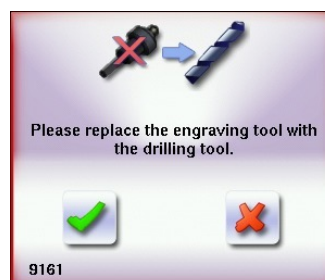 Please replace the engraving tool with
the drilling tool.
9161